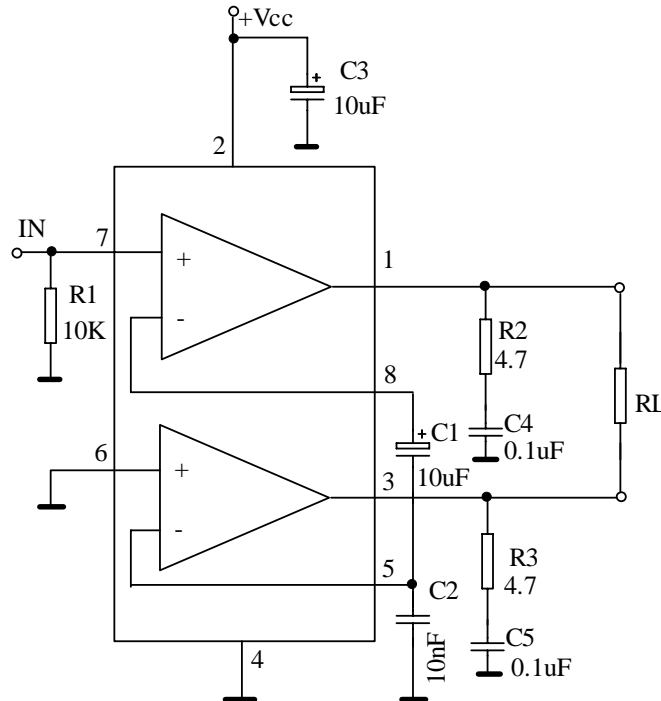 +Vcc
C3
10uF
2
IN
7
R1
10K
+
-
1
8
R2
4.7
C4
0.1uF
RL
C1
10uF
6
+
-
3
5
C2
10nF
R3
4.7
C5
0.1uF
4